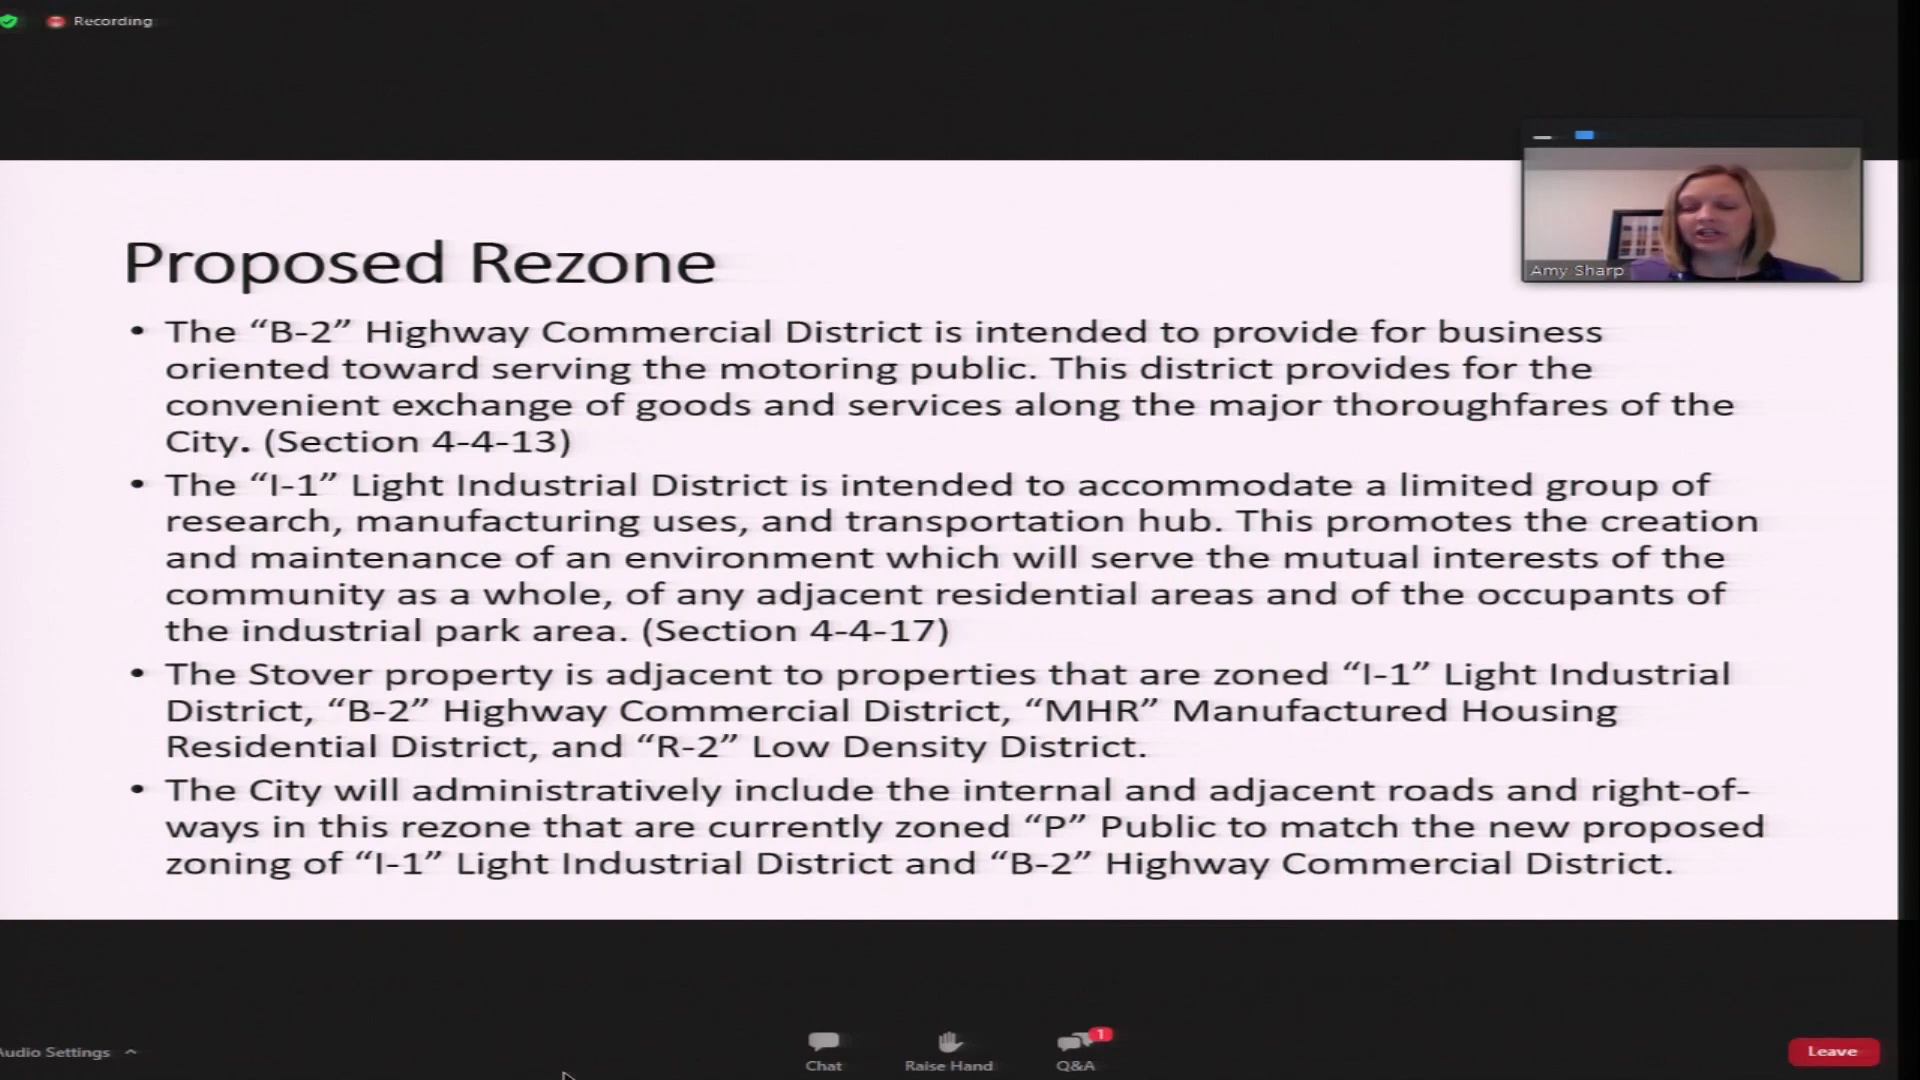 Recording
Amy Sharp
Proposed Rezone
• The “B-2” Highway Commercial District is intended to provide for business
oriented toward serving the motoring public. This district provides for the
convenient exchange of goods and services along the major thoroughfares of the
City. (Section 4-4-13)
• The “I-1” Light Industrial District is intended to accommodate a limited group of
research, manufacturing uses, and transportation hub. This promotes the creation
and maintenance of an environment which will serve the mutual interests of the
community as a whole, of any adjacent residential areas and of the occupants of
the industrial park area. (Section 4-4-17)
• The Stover property is adjacent to properties that are zoned “I-1” Light Industrial
District, “B-2” Highway Commercial District, “MHR” Manufactured Housing
Residential District, and “R-2” Low Density District.
• The City will administratively include the internal and adjacent roads and right-of-
ways in this rezone that are currently zoned “P” Public to match the new proposed
zoning of “I-1” Light Industrial District and “B-2” Highway Commercial District.
Audio Settings
Chat
Raise Hand
1
Q&A
Leave